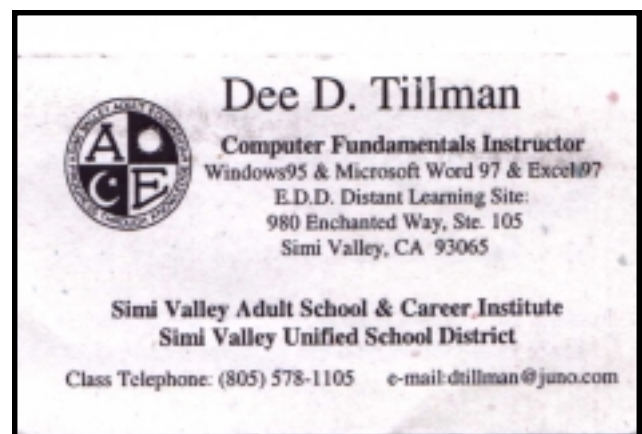 Dee D. Tillman
Computer Fundamentals Instructor
Windows95 & Microsoft Word 97 & Excel97
E.D.D. Distant Learning Site:
980 Enchanted Way, Ste. 105
Simi Valley, CA 93065
A
C E
Simi Valley Adult School & Career Institute
Simi Valley Unified School District
Class Telephone: (805) 578-1105 e-mail:dtillman@juno.com